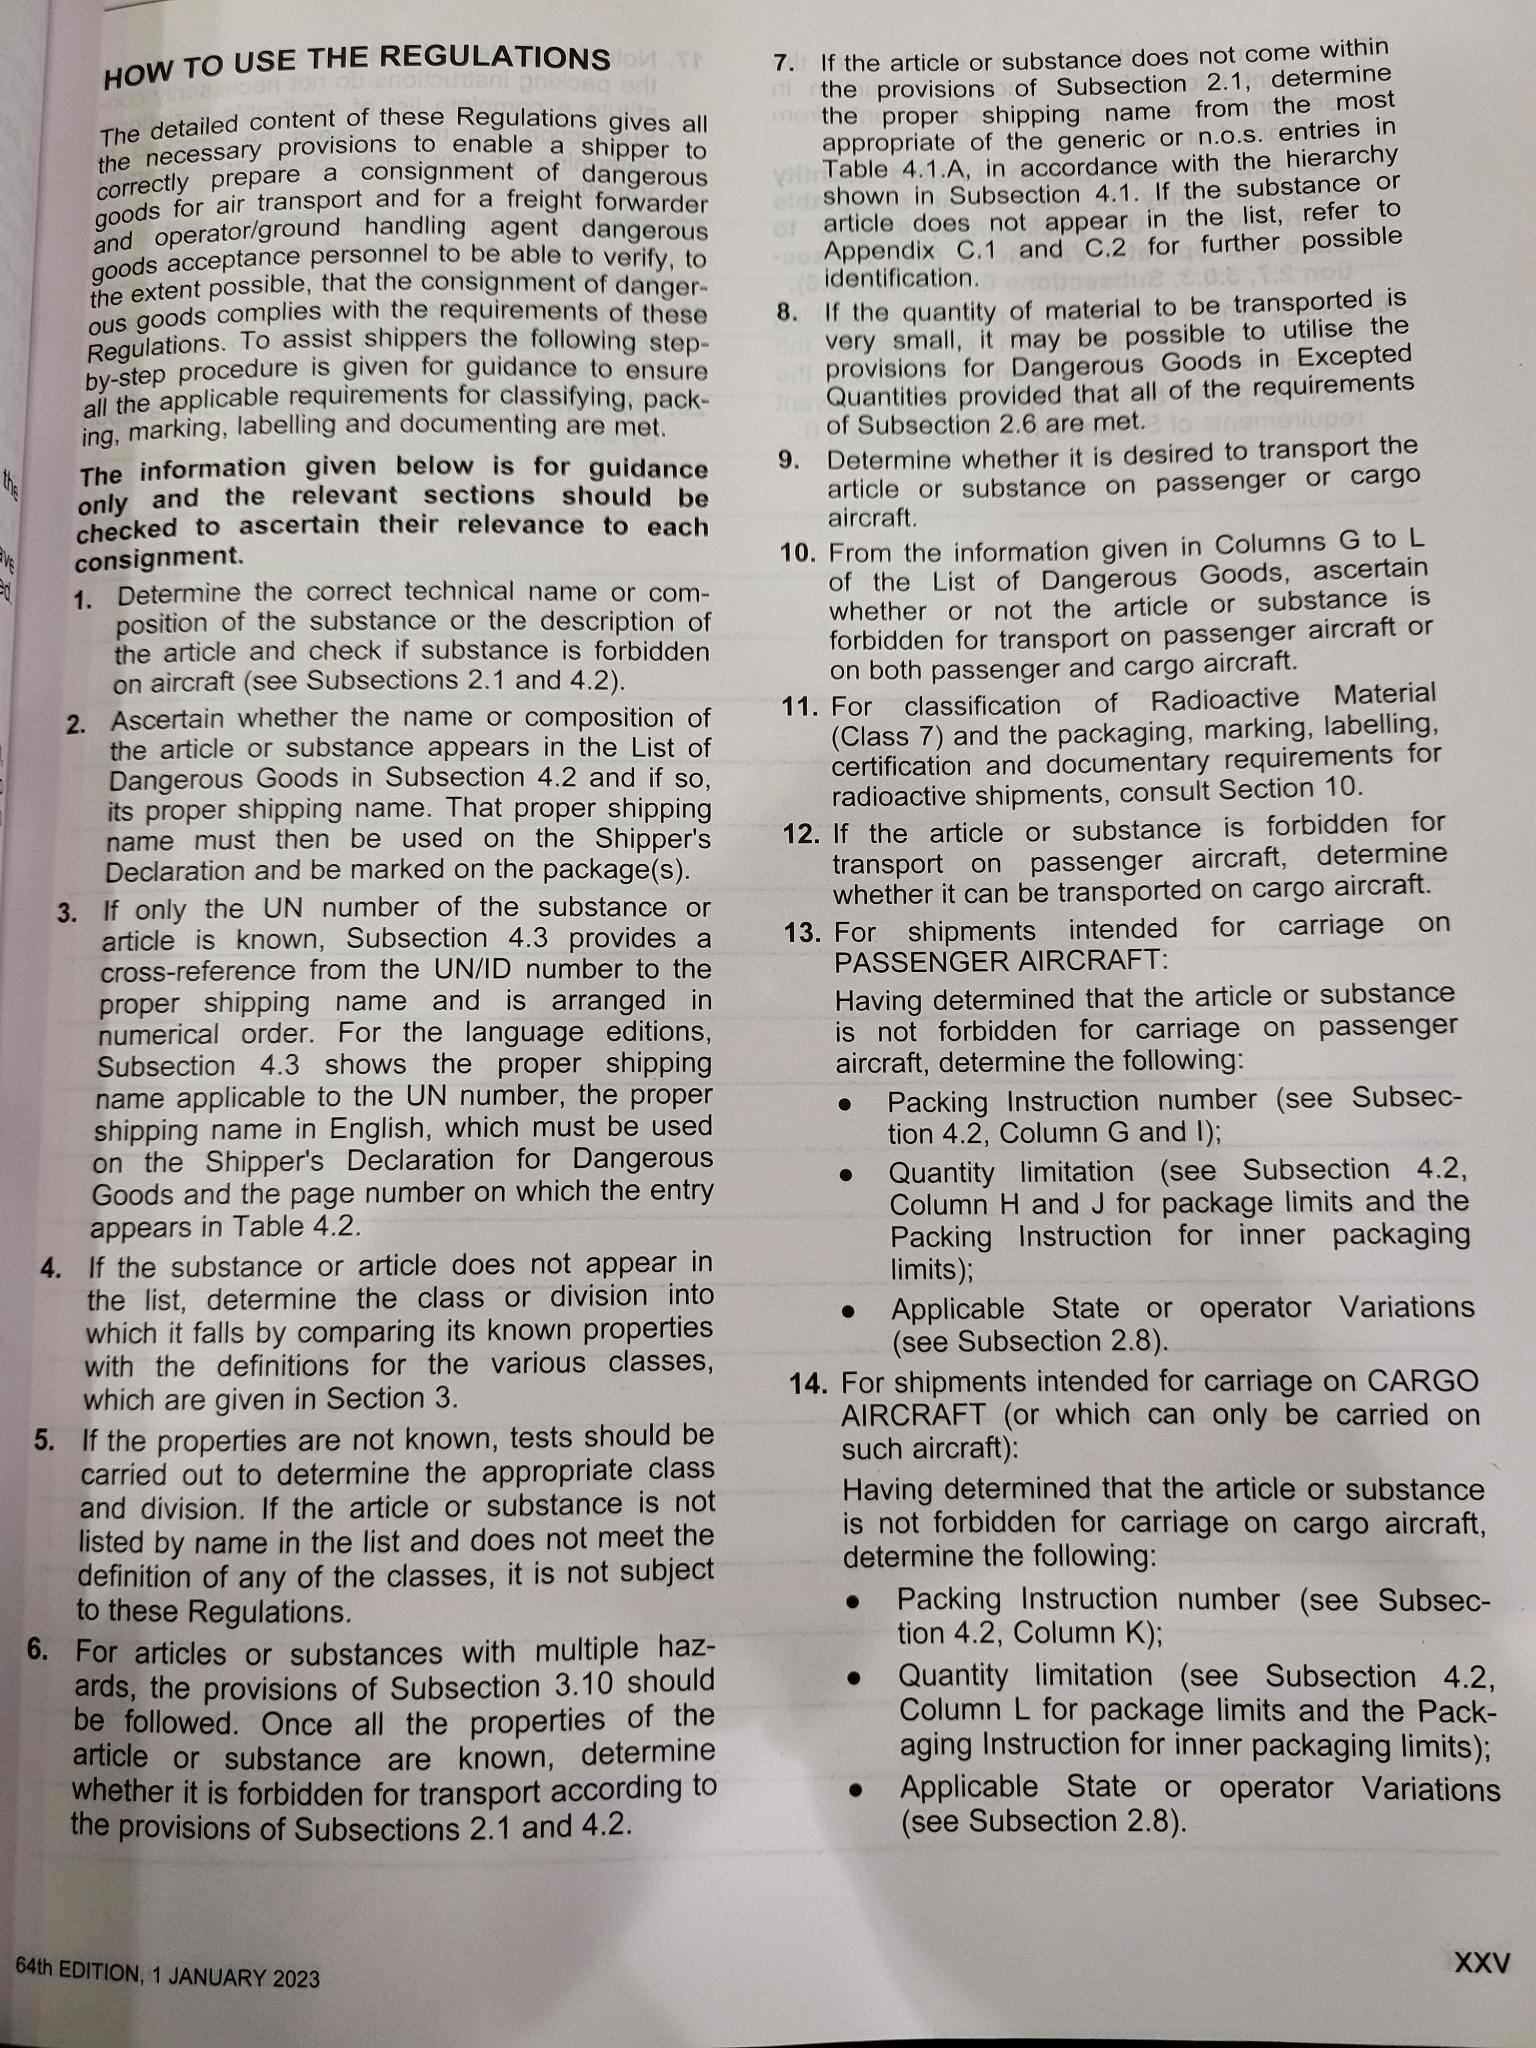 HOW TO USE THE REGULATIONS
The detailed content of these Regulations gives all
the necessary provisions to enable a shipper to
correctly prepare a consignment of dangerous
goods for air transport and for a freight forwarder
and operator/ground handling agent dangerous
goods acceptance personnel to be able to verify, to
the extent possible, that the consignment of danger-
ous goods complies with the requirements of these
Regulations. To assist shippers the following step-
by-step procedure is given for guidance to ensure
all the applicable requirements for classifying, pack-
ing, marking, labelling and documenting are met.
The information given below is for guidance
only and the relevant sections should be
checked to ascertain their relevance to each
consignment.
1. Determine the correct technical name or com-
position of the substance or the description of
the article and check if substance is forbidden
on aircraft (see Subsections 2.1 and 4.2).
2. Ascertain whether the name or composition of
the article or substance appears in the List of
Dangerous Goods in Subsection 4.2 and if so,
its proper shipping name. That proper shipping
name must then be used on the Shipper's
Declaration and be marked on the package(s).
3. If only the UN number of the substance or
article is known, Subsection 4.3 provides a
cross-reference from the UN/ID number to the
proper shipping name and is arranged in
numerical order. For the language editions,
Subsection 4.3 shows the proper shipping
name applicable to the UN number, the proper
shipping name in English, which must be used
on the Shipper's Declaration for Dangerous
Goods and the page number on which the entry
appears in Table 4.2.
4. If the substance or article does not appear in
the list, determine the class or division into
which it falls by comparing its known properties
with the definitions for the various classes,
which are given in Section 3.
5. If the properties are not known, tests should be
carried out to determine the appropriate class
and division. If the article or substance is not
listed by name in the list and does not meet the
definition of any of the classes, it is not subject
to these Regulations.
6. For articles or substances with multiple haz-
ards, the provisions of Subsection 3.10 should
be followed. Once all the properties of the
article or substance are known, determine
whether it is forbidden for transport according to
the provisions of Subsections 2.1 and 4.2.
7. If the article or substance does not come within
the provisions of Subsection 2.1, determine
the proper shipping name from the most
appropriate of the generic or n.o.s. entries in
Table 4.1.A, in accordance with the hierarchy
shown in Subsection 4.1. If the substance or
article does not appear in the list, refer to
Appendix C.1 and C.2 for further possible
identification.
8. If the quantity of material to be transported is
very small, it may be possible to utilise the
provisions for Dangerous Goods in Excepted
Quantities provided that all of the requirements
of Subsection 2.6 are met.
9. Determine whether it is desired to transport the
article or substance on passenger or cargo
aircraft.
10. From the information given in Columns G to L
of the List of Dangerous Goods, ascertain
whether or not the article or substance is
forbidden for transport on passenger aircraft or
on both passenger and cargo aircraft.
11. For classification of Radioactive Material
(Class 7) and the packaging, marking, labelling,
certification and documentary requirements for
radioactive shipments, consult Section 10.
12. If the article or substance is forbidden for
transport on passenger aircraft, determine
whether it can be transported on cargo aircraft.
13. For shipments intended for carriage on
PASSENGER AIRCRAFT:
Having determined that the article or substance
is not forbidden for carriage on passenger
aircraft, determine the following:
• Packing Instruction number (see Subsec-
tion 4.2, Column G and I);
• Quantity limitation (see Subsection 4.2,
Column H and J for package limits and the
Packing Instruction for inner packaging
limits);
• Applicable State or operator Variations
(see Subsection 2.8).
14. For shipments intended for carriage on CARGO
AIRCRAFT (or which can only be carried on
such aircraft):
Having determined that the article or substance
is not forbidden for carriage on cargo aircraft,
determine the following:
• Packing Instruction number (see Subsec-
tion 4.2, Column K);
• Quantity limitation (see Subsection 4.2,
Column L for package limits and the Pack-
aging Instruction for inner packaging limits);
• Applicable State or operator Variations
(see Subsection 2.8).
64th EDITION, 1 JANUARY 2023
XXV